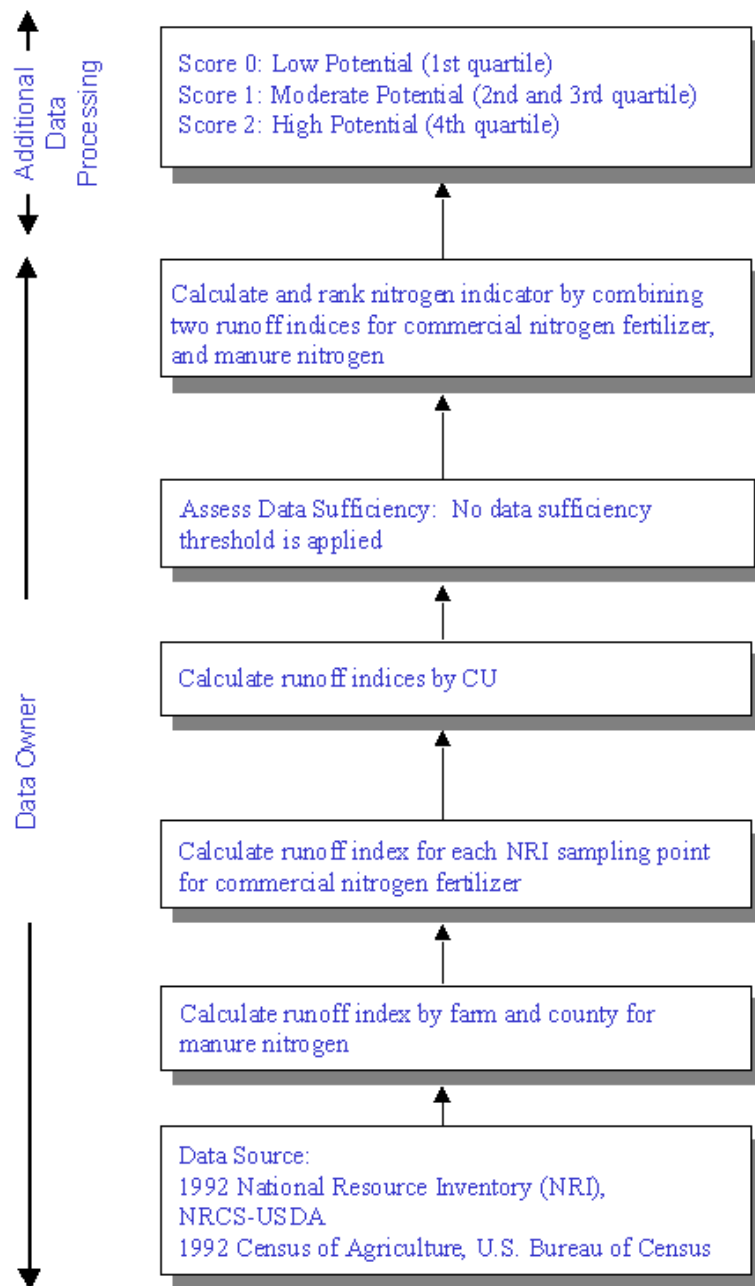 Additional
Data
Processing
Score 0: Low Potential (1st quartile)
Score 1: Moderate Potential (2nd and 3rd quartile)
Score 2: High Potential (4th quartile)
Calculate and rank nitrogen indicator by combining
two runoff indices for commercial nitrogen fertilizer,
and manure nitrogen
Assess Data Sufficiency: No data sufficiency
threshold is applied
Data Owner
Calculate runoff indices by CU
Calculate runoff index for each NRI sampling point
for commercial nitrogen fertilizer
Calculate runoff index by farm and county for
manure nitrogen
Data Source:
1992 National Resource Inventory (NRI),
NRCS-USDA
1992 Census of Agriculture, U.S. Bureau of Census